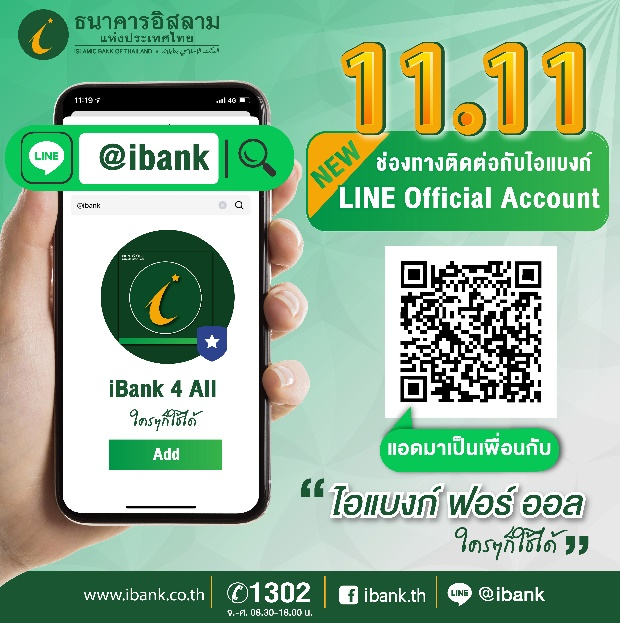 ธนาคารอิสลาม
แห่งประเทศไทย
ISLAMIC BANK OF THAILAND
11.11
NEW
ช่องทางติดต่อกับไอแบงก์
LINE Official Account
11:19
4G
LINE
@ibank
@ibank
iBank 4 All
ใครๆก็ใช้ได้
Add
แอดมาเป็นเพื่อนกับ
“ไอแบงก์ ฟอร์ ออล
ใครๆก็ใช้ได้”
www.ibank.co.th
1302
จ.-ศ. 08.30-16.00 น.
ibank.th
LINE
@ibank